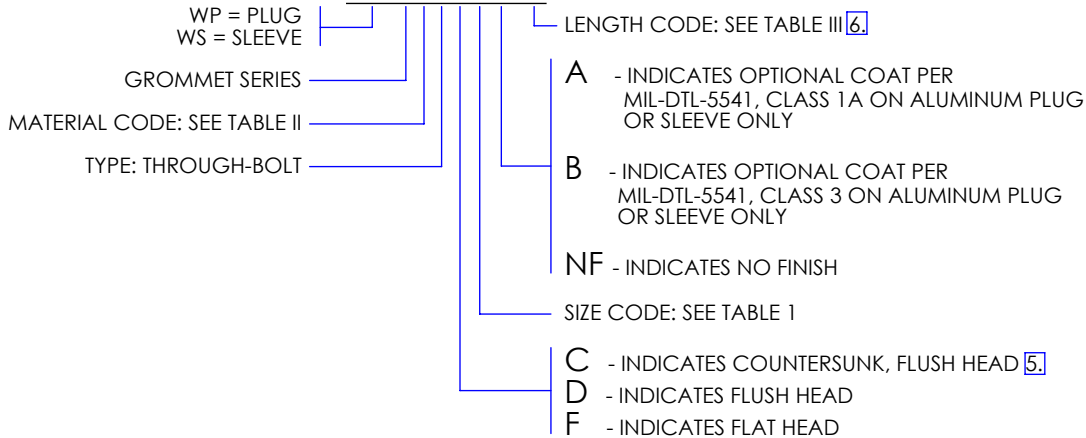 WP = PLUG
WS = SLEEVE
GROMMET SERIES
MATERIAL CODE: SEE TABLE II
TYPE: THROUGH-BOLT
LENGTH CODE: SEE TABLE III 6.
A - INDICATES OPTIONAL COAT PER
MIL-DTL-5541, CLASS 1A ON ALUMINUM PLUG
OR SLEEVE ONLY
B - INDICATES OPTIONAL COAT PER
MIL-DTL-5541, CLASS 3 ON ALUMINUM PLUG
OR SLEEVE ONLY
NF - INDICATES NO FINISH
SIZE CODE: SEE TABLE 1
C - INDICATES COUNTERSUNK, FLUSH HEAD 5.
D - INDICATES FLUSH HEAD
F - INDICATES FLAT HEAD